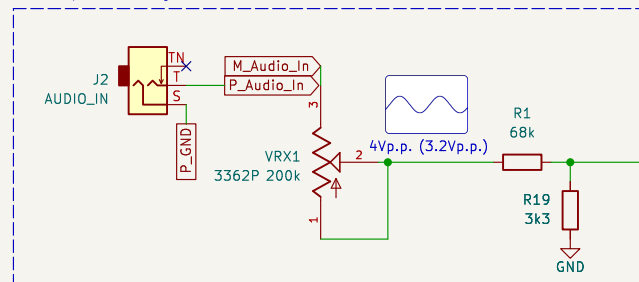 TN
T
S
J2
AUDIO_IN
P_GND
M_Audio_In
P_Audio_In
3
VRX1
3362P 200k
2
1
4Vp.p. (3.2Vp.p.)
R1
68k
R19
3k3
GND